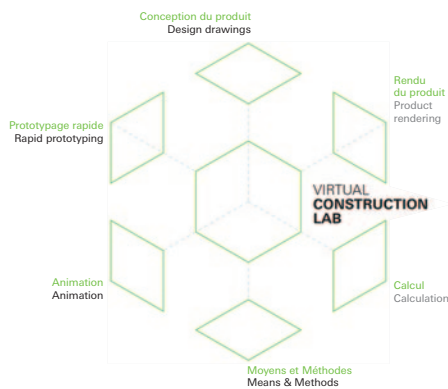 Conception du produit
Design drawings
Rendu
du produit
Product
rendering
Prototypage rapide
Rapid prototyping
VIRTUAL
CONSTRUCTION
LAB
Animation
Animation
Calcul
Calculation
Moyens et Méthodes
Means & Methods